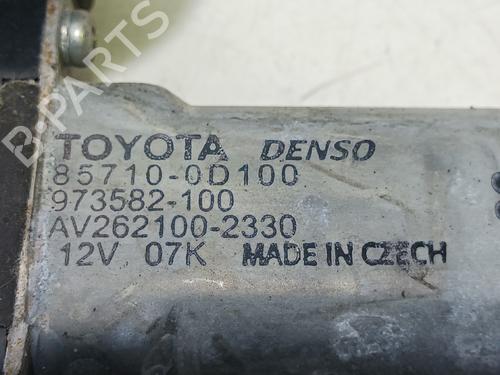 TOYOTA DENSO
85710-0D100
973582-100
AV262100-2330
12V 07K MADE IN CZECH
B-PARTS